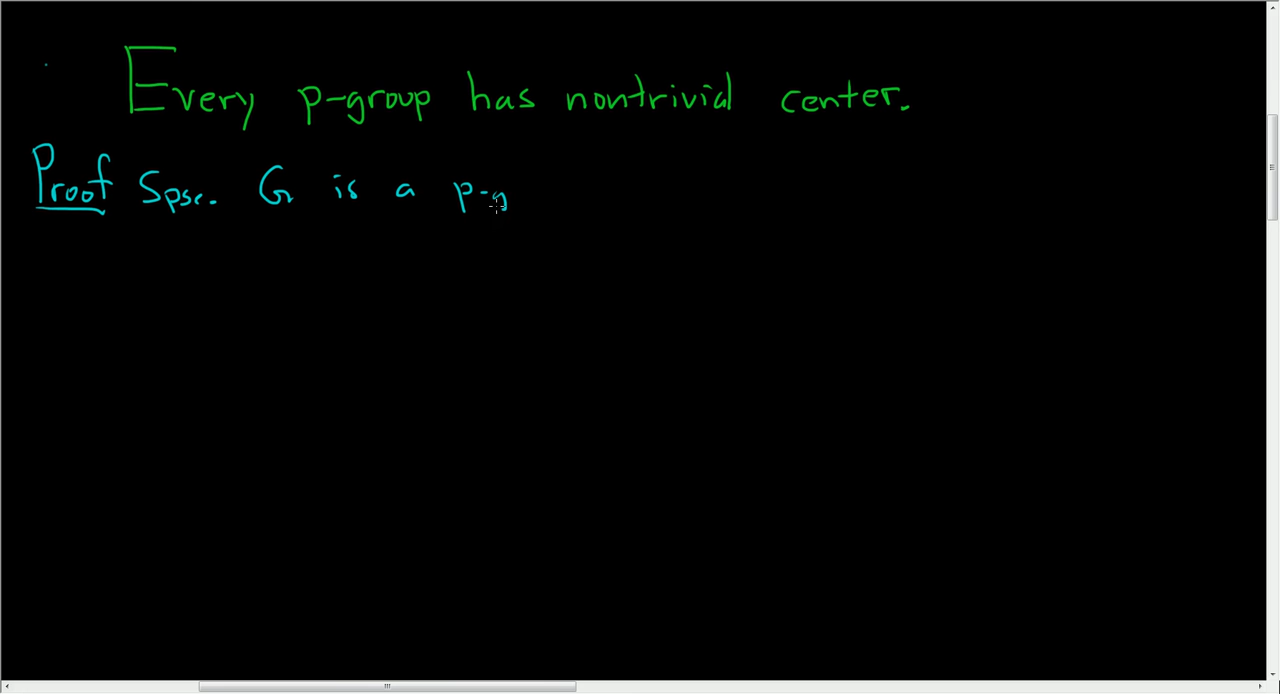 Every p-group has nontrivial center.
Proof Spse. G is a p-g